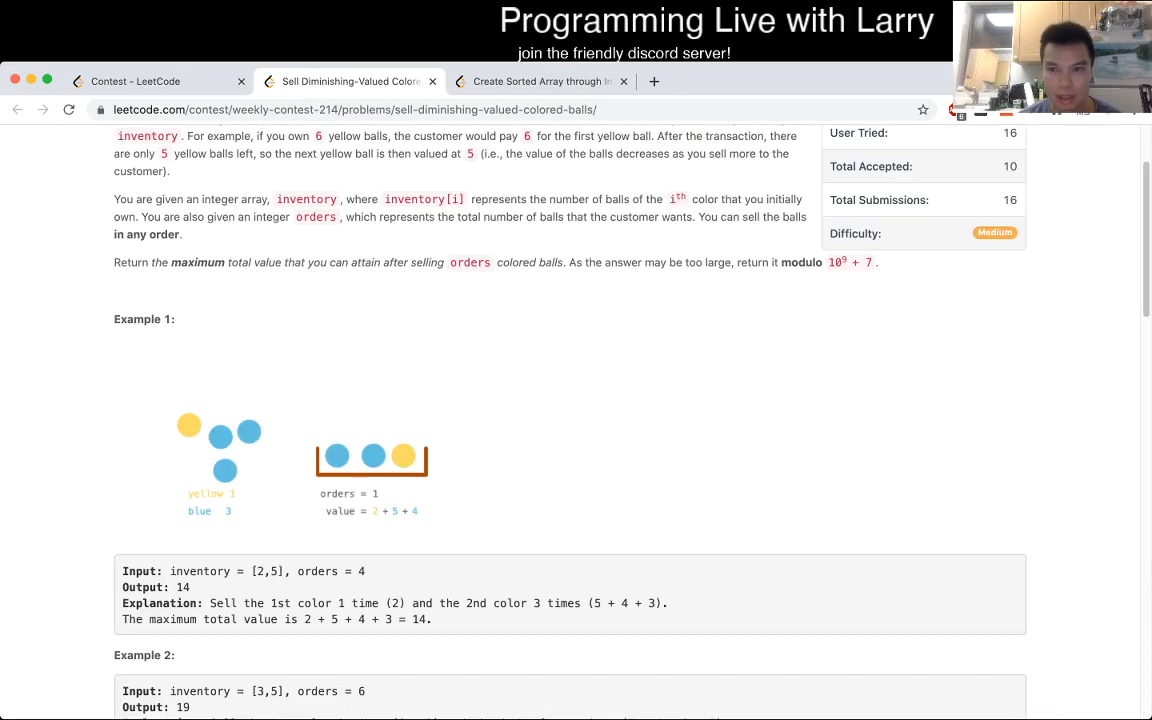 Programming Live with Larry
join the friendly discord server!
Contest - LeetCode
Sell Diminishing-Valued Colore
Create Sorted Array through In
leetcode.com/contest/weekly-contest-214/problems/sell-diminishing-valued-colored-balls/
6
inventory. For example, if you own 6 yellow balls, the customer would pay 6 for the first yellow ball. After the transaction, there
are only 5 yellow balls left, so the next yellow ball is then valued at 5 (i.e., the value of the balls decreases as you sell more to the
customer).
You are given an integer array, inventory, where inventory[i] represents the number of balls of the ith color that you initially
own. You are also given an integer orders, which represents the total number of balls that the customer wants. You can sell the balls
in any order.
Return the maximum total value that you can attain after selling orders colored balls. As the answer may be too large, return it modulo 10⁹ + 7.
User Tried: 16
Total Accepted: 10
Total Submissions: 16
Difficulty: Medium
Example 1:
yellow 1
blue 3
orders = 1
value = 2 + 5 + 4
Input: inventory = [2,5], orders = 4
Output: 14
Explanation: Sell the 1st color 1 time (2) and the 2nd color 3 times (5 + 4 + 3).
The maximum total value is 2 + 5 + 4 + 3 = 14.
Example 2:
Input: inventory = [3,5], orders = 6
Output: 19